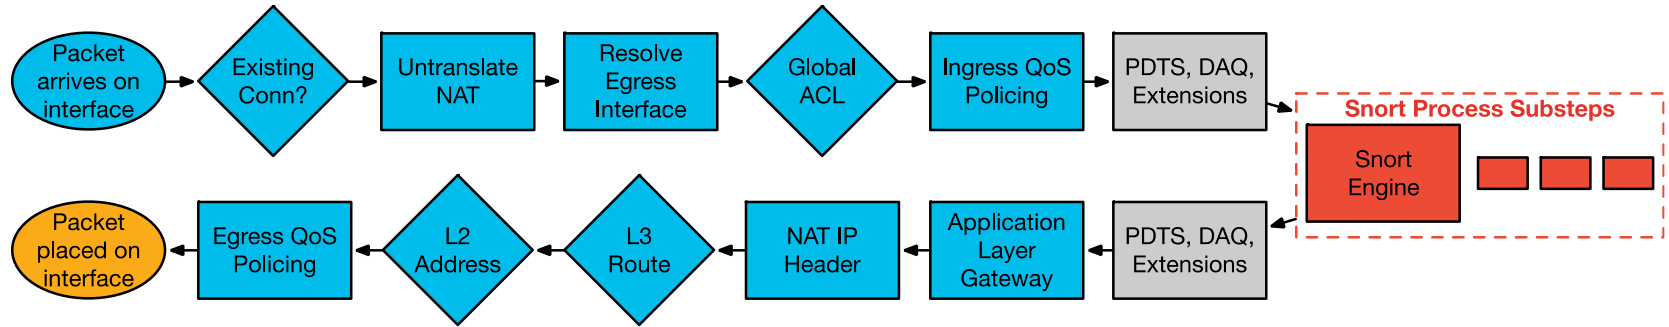 Packet
arrives on
interface
Existing
Conn?
Untranslate
NAT
Resolve
Egress
Interface
Global
ACL
Ingress QoS
Policing
PDTS, DAQ,
Extensions
Snort Process Substeps
Snort
Engine
PDTS, DAQ,
Extensions
Application
Layer
Gateway
NAT IP
Header
L3
Route
L2
Address
Egress QoS
Policing
Packet
placed on
interface